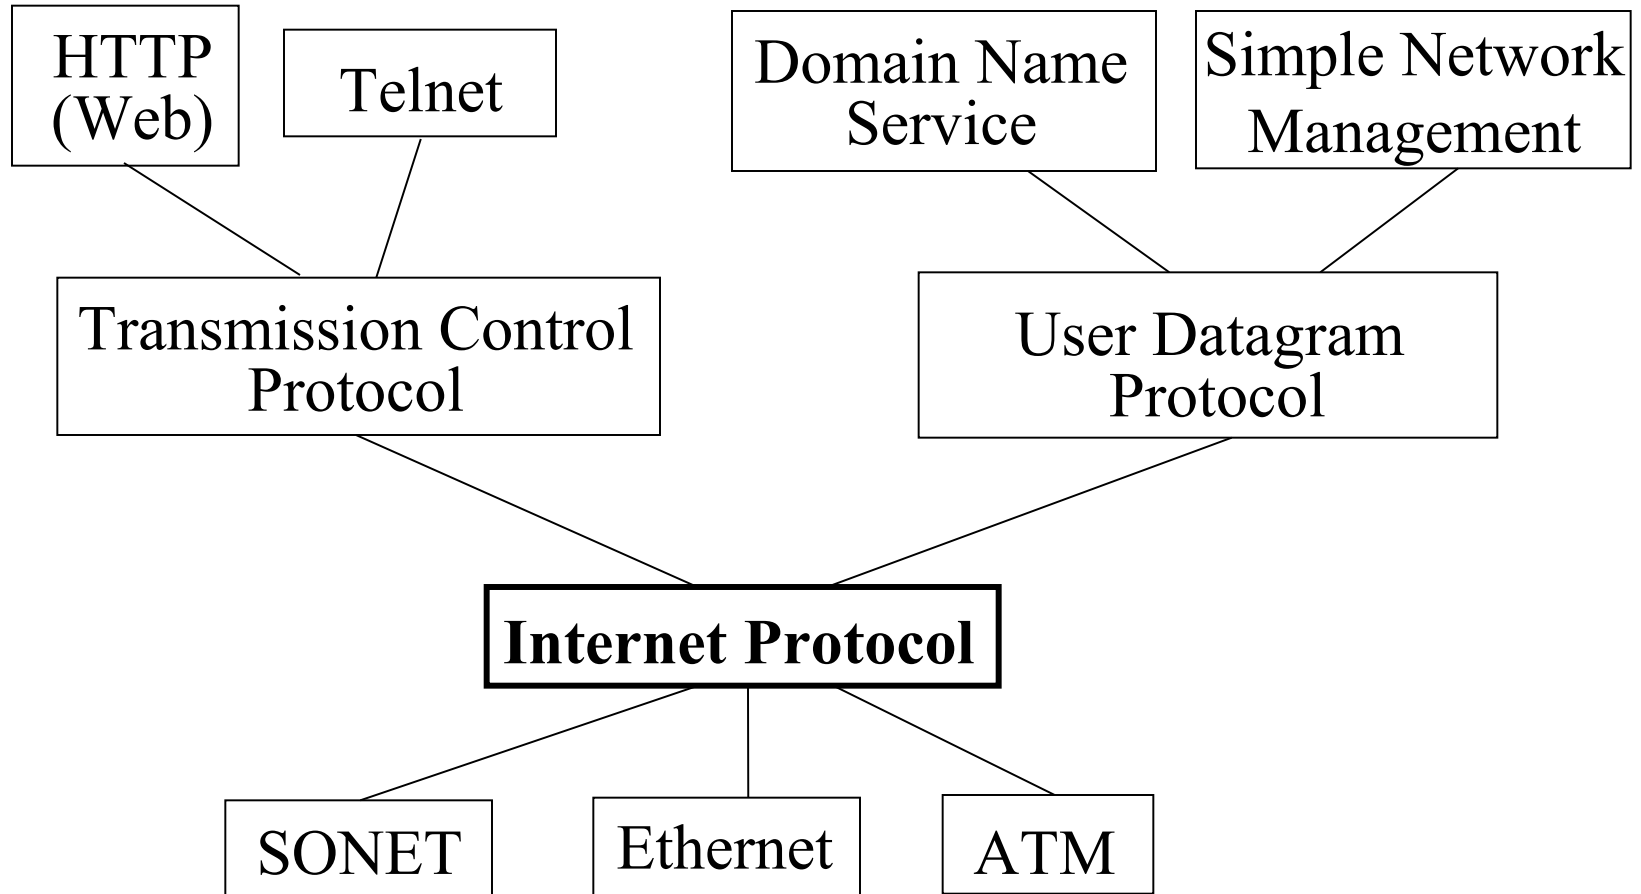 HTTP
(Web)
Telnet
Domain Name
Service
Simple Network
Management
Transmission Control
Protocol
User Datagram
Protocol
Internet Protocol
SONET
Ethernet
ATM